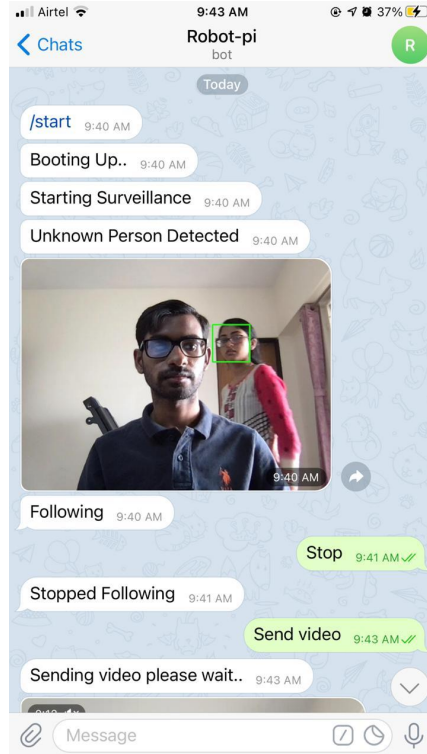 Airtel 9:43 AM 37%
Chats Robot-pi R
bot
Today
/start 9:40 AM
Booting Up.. 9:40 AM
Starting Surveillance 9:40 AM
Unknown Person Detected 9:40 AM
9:40 AM
Following 9:40 AM
Stop 9:41 AM
Stopped Following 9:41 AM
Send video 9:43 AM
Sending video please wait.. 9:43 AM
Message